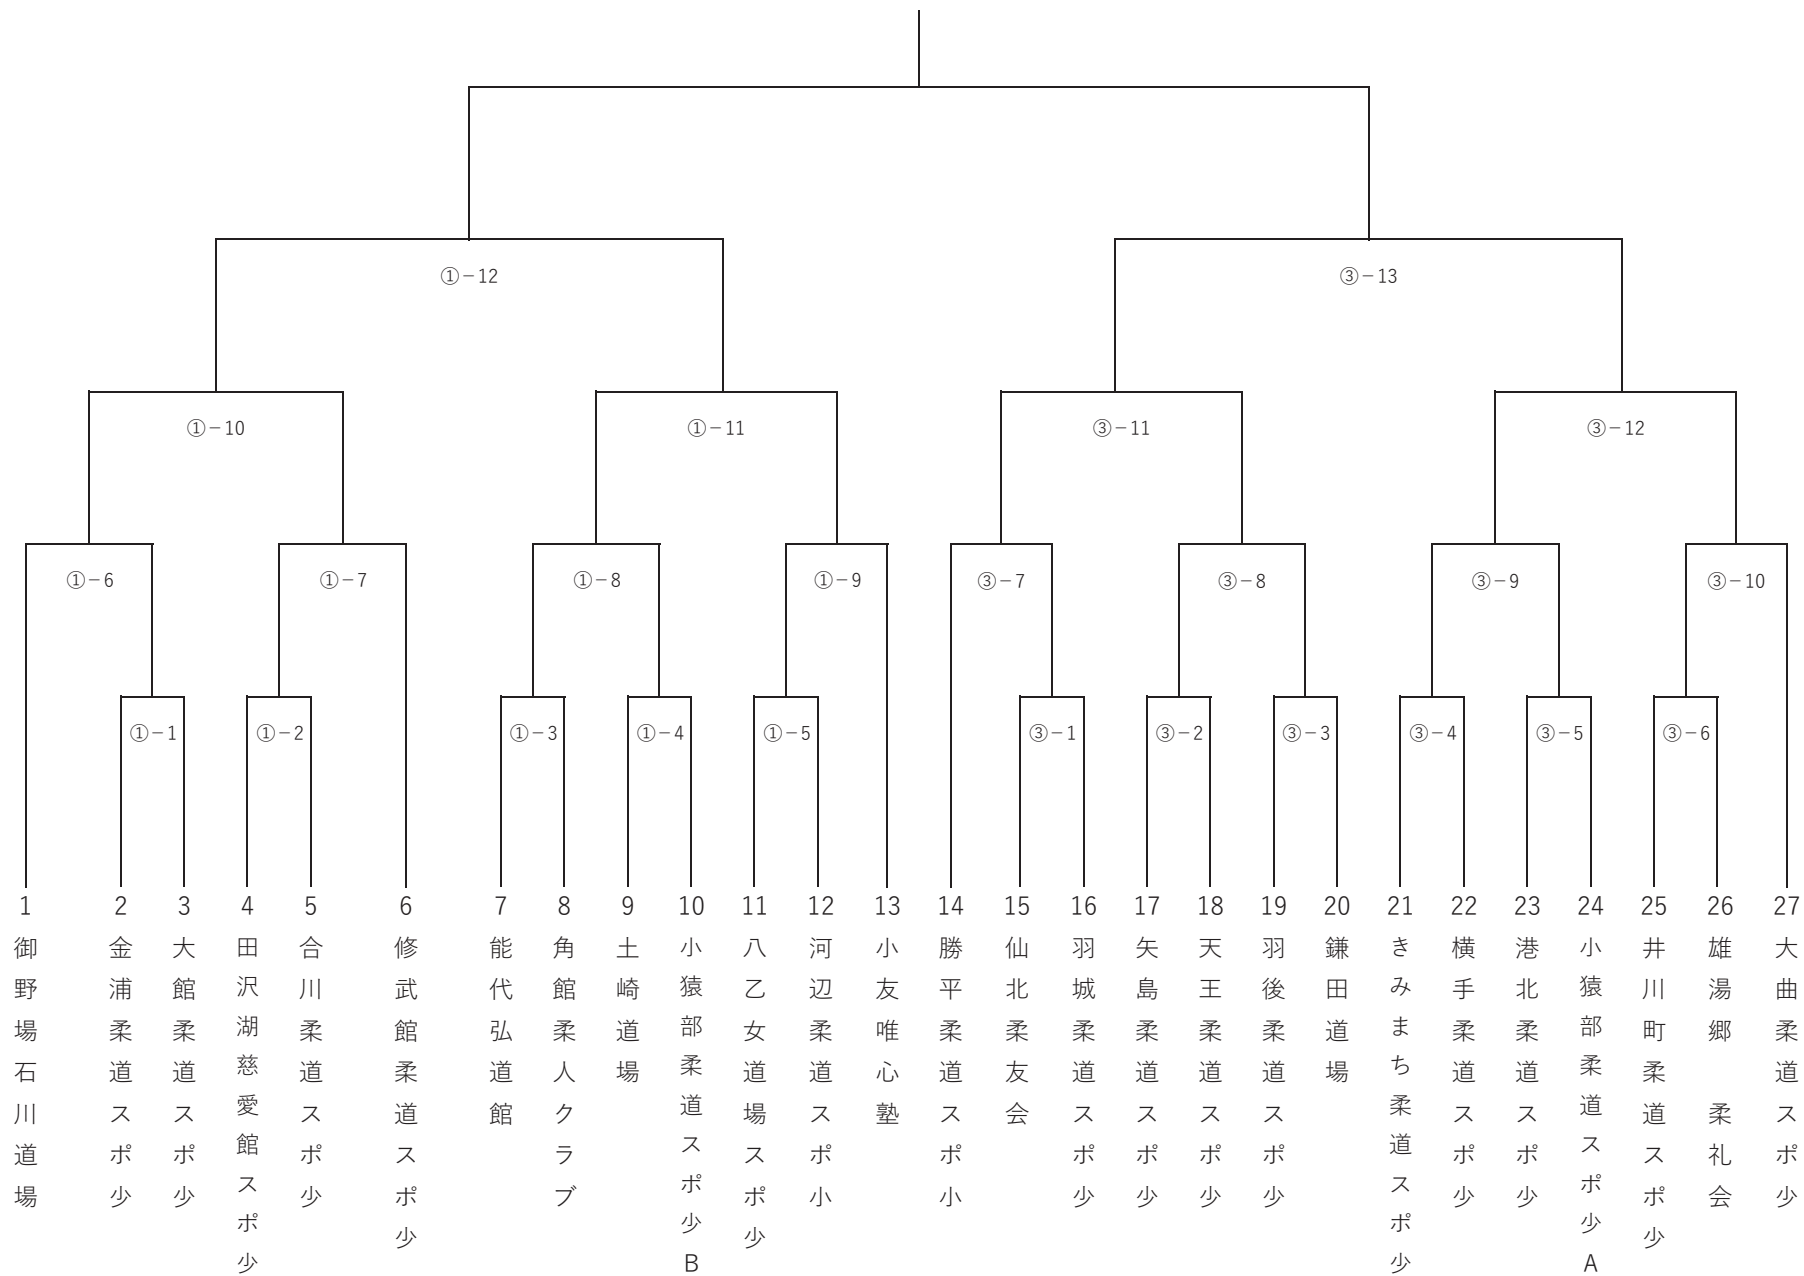 ①－12
③－13
①－10
①－11
③－11
③－12
①－6
①－7
①－8
①－9
③－7
③－8
③－9
③－10
①－1
①－2
①－3
①－4
①－5
③－1
③－2
③－3
③－4
③－5
③－6
1 御野場石川道場
2 金浦柔道スポ少
3 大館柔道スポ少
4 田沢湖慈愛館スポ少
5 合川柔道スポ少
6 修武館柔道スポ少
7 能代弘道館
8 角館柔人クラブ
9 土崎道場
10 小猿部柔道スポ少B
11 八乙女道場スポ少
12 河辺柔道スポ小
13 小友唯心塾
14 勝平柔道スポ小
15 仙北柔友会
16 羽城柔道スポ少
17 矢島柔道スポ少
18 天王柔道スポ少
19 羽後柔道スポ少
20 鎌田道場
21 きみまち柔道スポ少
22 横手柔道スポ少
23 港北柔道スポ少
24 小猿部柔道スポ少A
25 井川町柔道スポ少
26 雄湯郷　柔礼会
27 大曲柔道スポ少